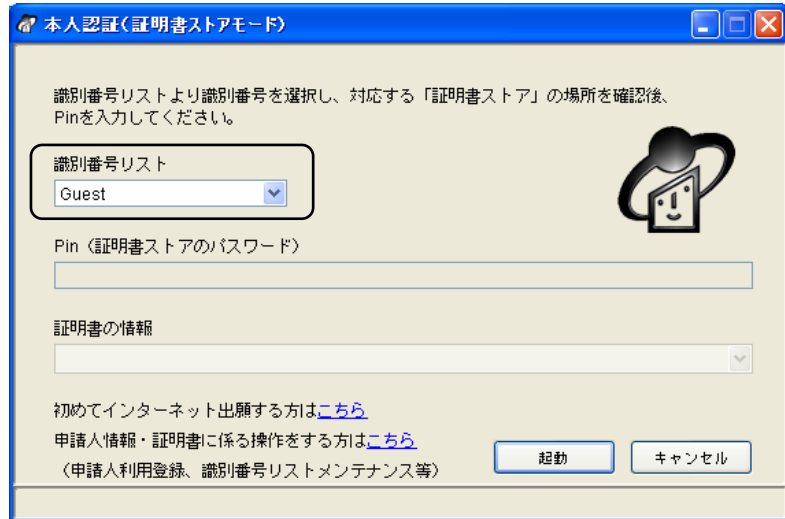 本人認証(証明書ストアモード)
識別番号リストより識別番号を選択し、対応する「証明書ストア」の場所を確認後、
Pinを入力してください。
識別番号リスト
Guest
Pin（証明書ストアのパスワード）
証明書の情報
初めてインターネット出願する方はこちら
申請人情報・証明書に係る操作をする方はこちら
（申請人利用登録、識別番号リストメンテナンス等）
起動
キャンセル